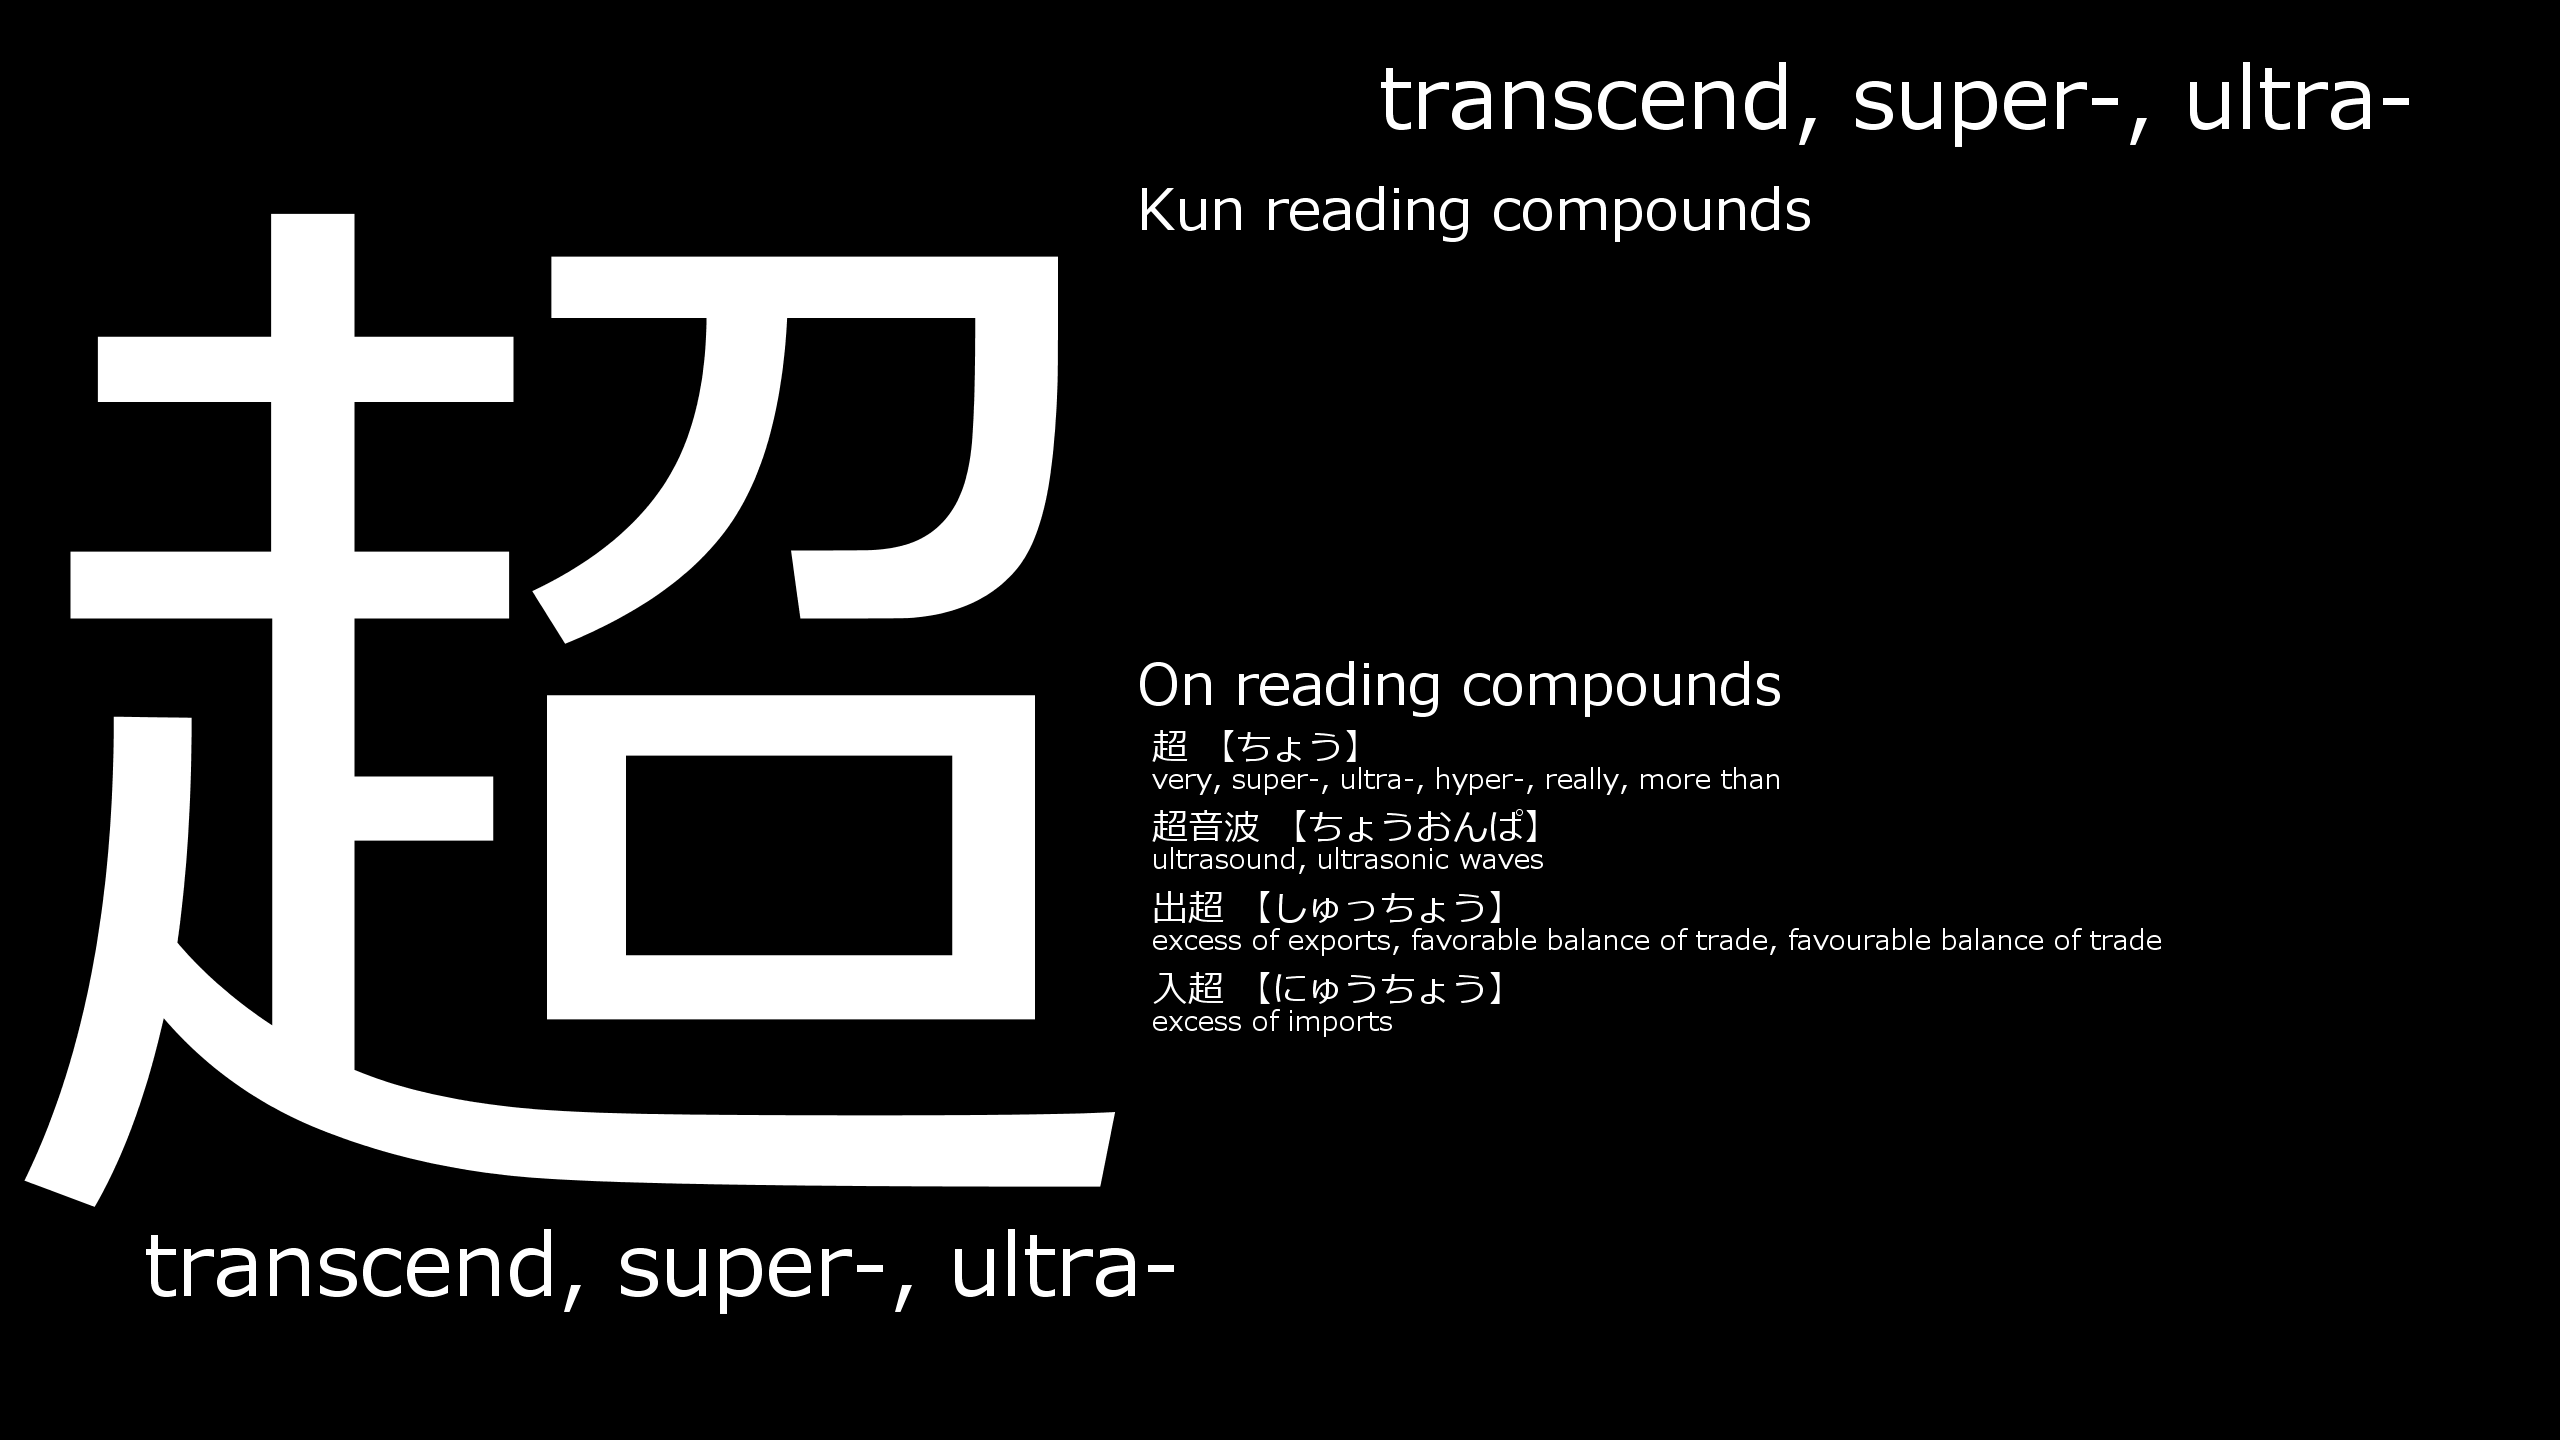 超
transcend, super-, ultra-
transcend, super-, ultra-
Kun reading compounds
On reading compounds
超 【ちょう】
very, super-, ultra-, hyper-, really, more than
超音波 【ちょうおんぱ】
ultrasound, ultrasonic waves
出超 【しゅっちょう】
excess of exports, favorable balance of trade, favourable balance of trade
入超 【にゅうちょう】
excess of imports